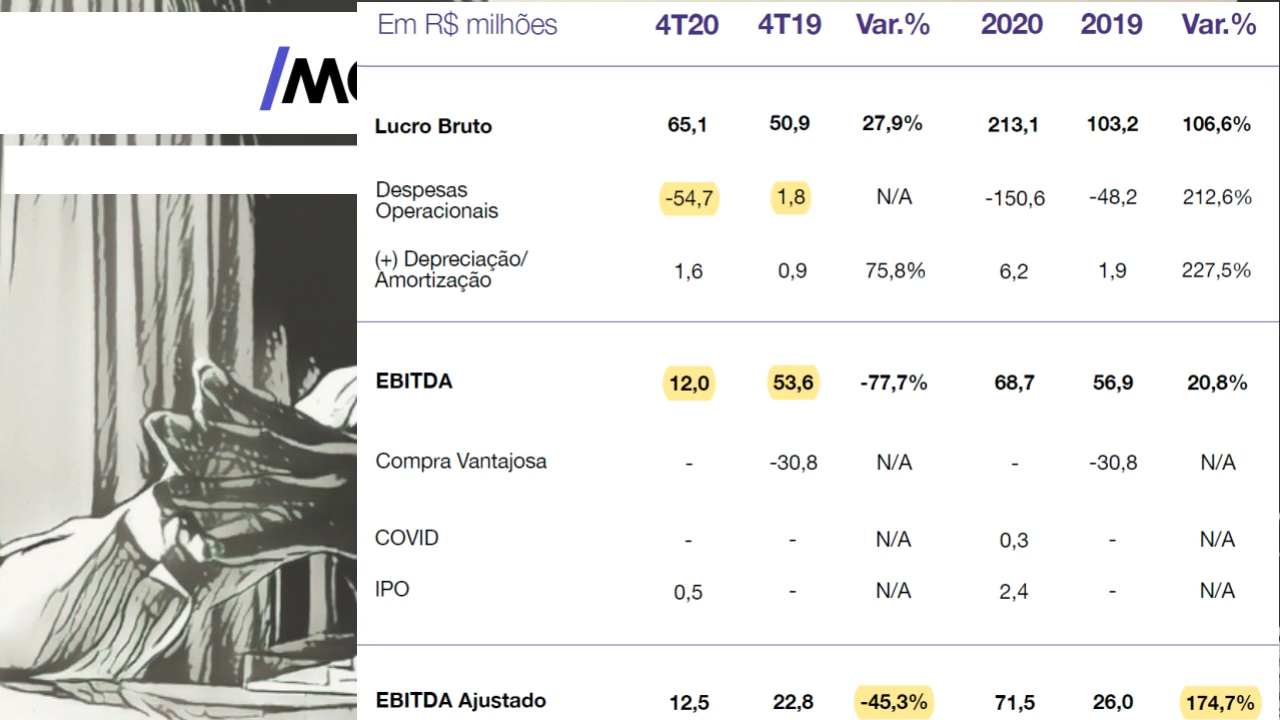 Em R$ milhões 4T20 4T19 Var.% 2020 2019 Var.%
Lucro Bruto 65,1 50,9 27,9% 213,1 103,2 106,6%
Despesas
Operacionais -54,7 1,8 N/A -150,6 -48,2 212,6%
(+) Depreciação/
Amortização 1,6 0,9 75,8% 6,2 1,9 227,5%
EBITDA 12,0 53,6 -77,7% 68,7 56,9 20,8%
Compra Vantajosa - -30,8 N/A - -30,8 N/A
COVID - - N/A 0,3 - N/A
IPO 0,5 - N/A 2,4 - N/A
EBITDA Ajustado 12,5 22,8 -45,3% 71,5 26,0 174,7%